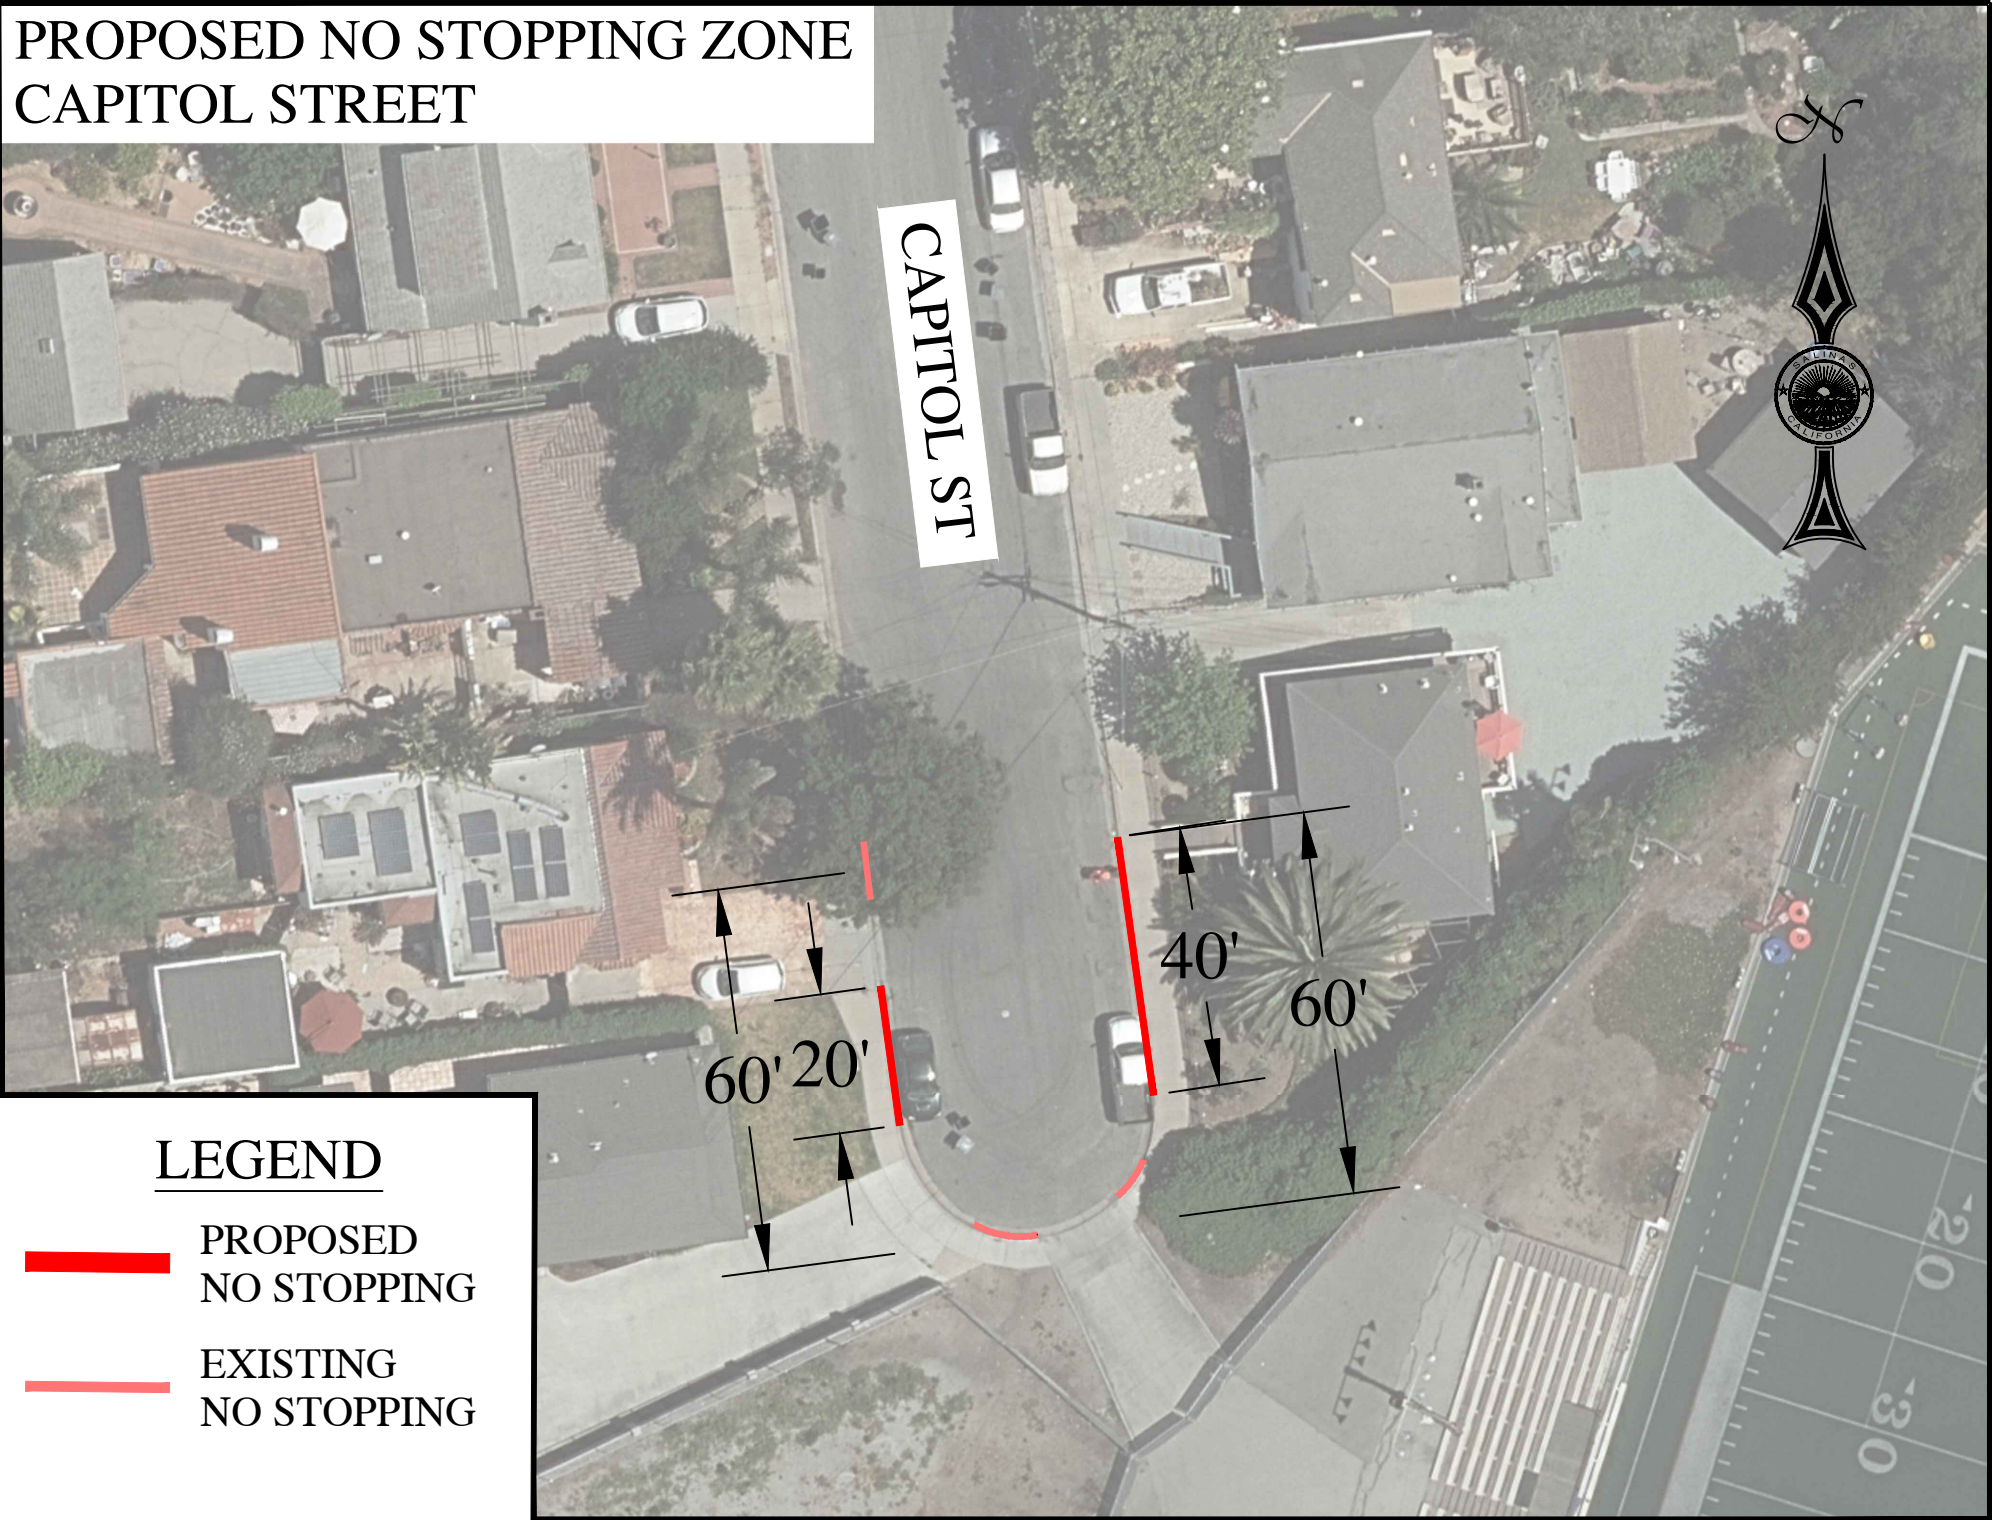 PROPOSED NO STOPPING ZONE
CAPITOL STREET
N
CAPITOL ST
SALINAS
CALIFORNIA
40'
60'
60'
20'
LEGEND
PROPOSED
NO STOPPING
EXISTING
NO STOPPING
20
30